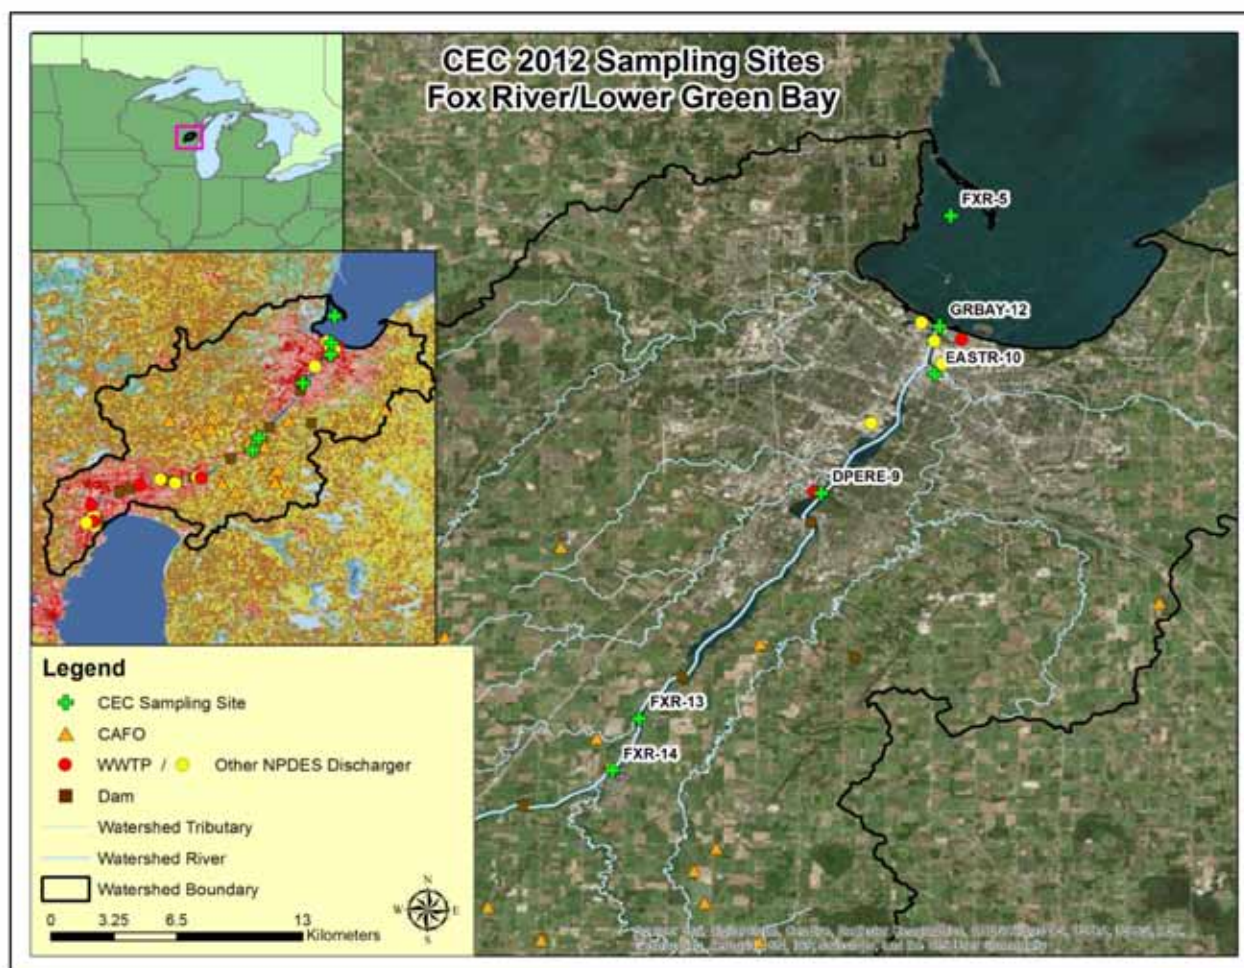 CEC 2012 Sampling Sites
Fox River/Lower Green Bay
FXR-5
GRBAY-12
EASTR-10
DPERE-9
FXR-13
FXR-14
Legend
CEC Sampling Site
CAFO
WWTP / Other NPDES Discharger
Dam
Watershed Tributary
Watershed River
Watershed Boundary
N
W E
S
0 3.25 6.5 13
Kilometers